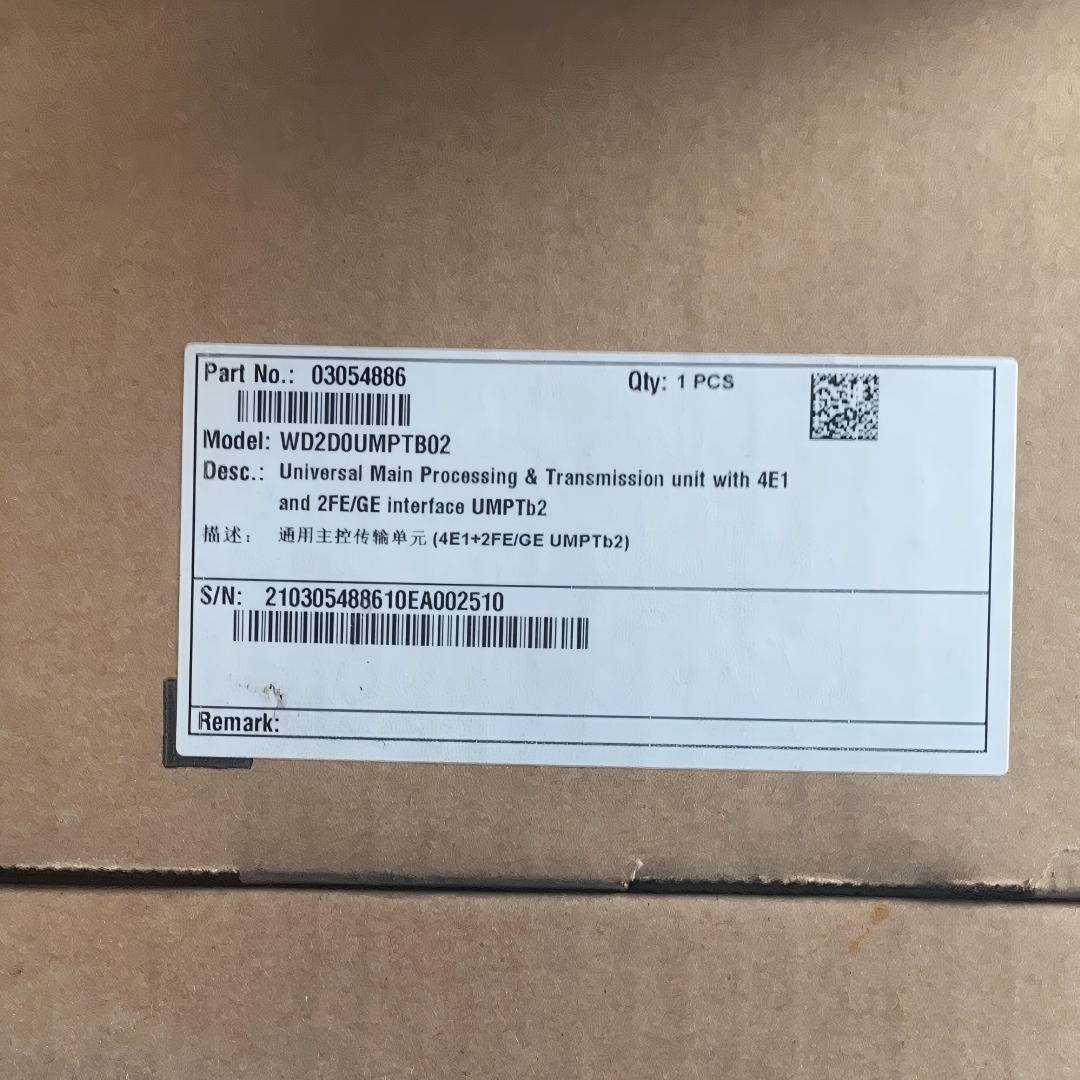 Part No.: 03054886
Qty: 1 PCS
Model: WD2D0UMPTB02
Desc.: Universal Main Processing & Transmission unit with 4E1
and 2FE/GE interface UMPTb2
描述: 通用主控传输单元 (4E1+2FE/GE UMPTb2)
S/N: 210305488610EA002510
Remark: